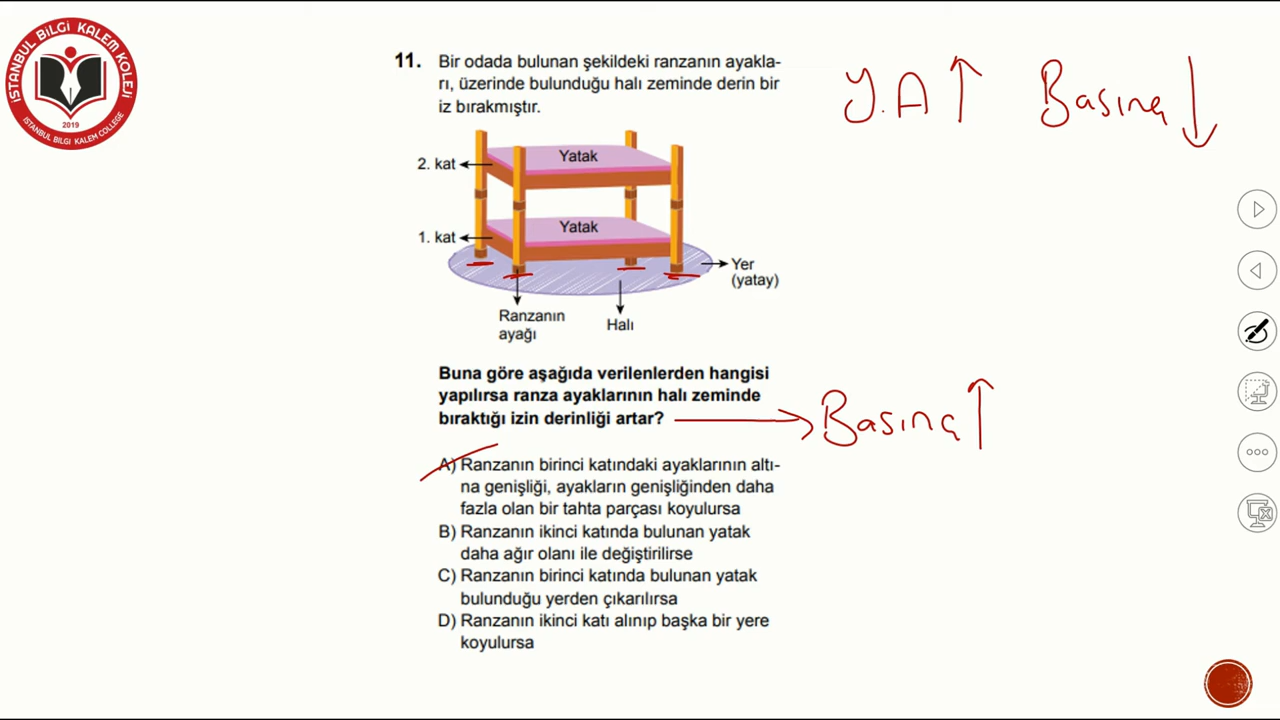 İSTANBUL BİLGİ KALEM KOLEJİ
2019
İSTANBUL BİLGİ KALEM COLLEGE
11. Bir odada bulunan şekildeki ranzanın ayakla-
rı, üzerinde bulunduğu halı zeminde derin bir
iz bırakmıştır.
Y.A ↑ Basınç ↓
2. kat
Yatak
1. kat
Yatak
Yer
(yatay)
Ranzanın
ayağı
Halı
Buna göre aşağıda verilenlerden hangisi
yapılırsa ranza ayaklarının halı zeminde
bıraktığı izin derinliği artar?
Basınç ↑
A) Ranzanın birinci katındaki ayaklarının altı-
na genişliği, ayakların genişliğinden daha
fazla olan bir tahta parçası koyulursa
B) Ranzanın ikinci katında bulunan yatak
daha ağır olanı ile değiştirilirse
C) Ranzanın birinci katında bulunan yatak
bulunduğu yerden çıkarılırsa
D) Ranzanın ikinci katı alınıp başka bir yere
koyulursa